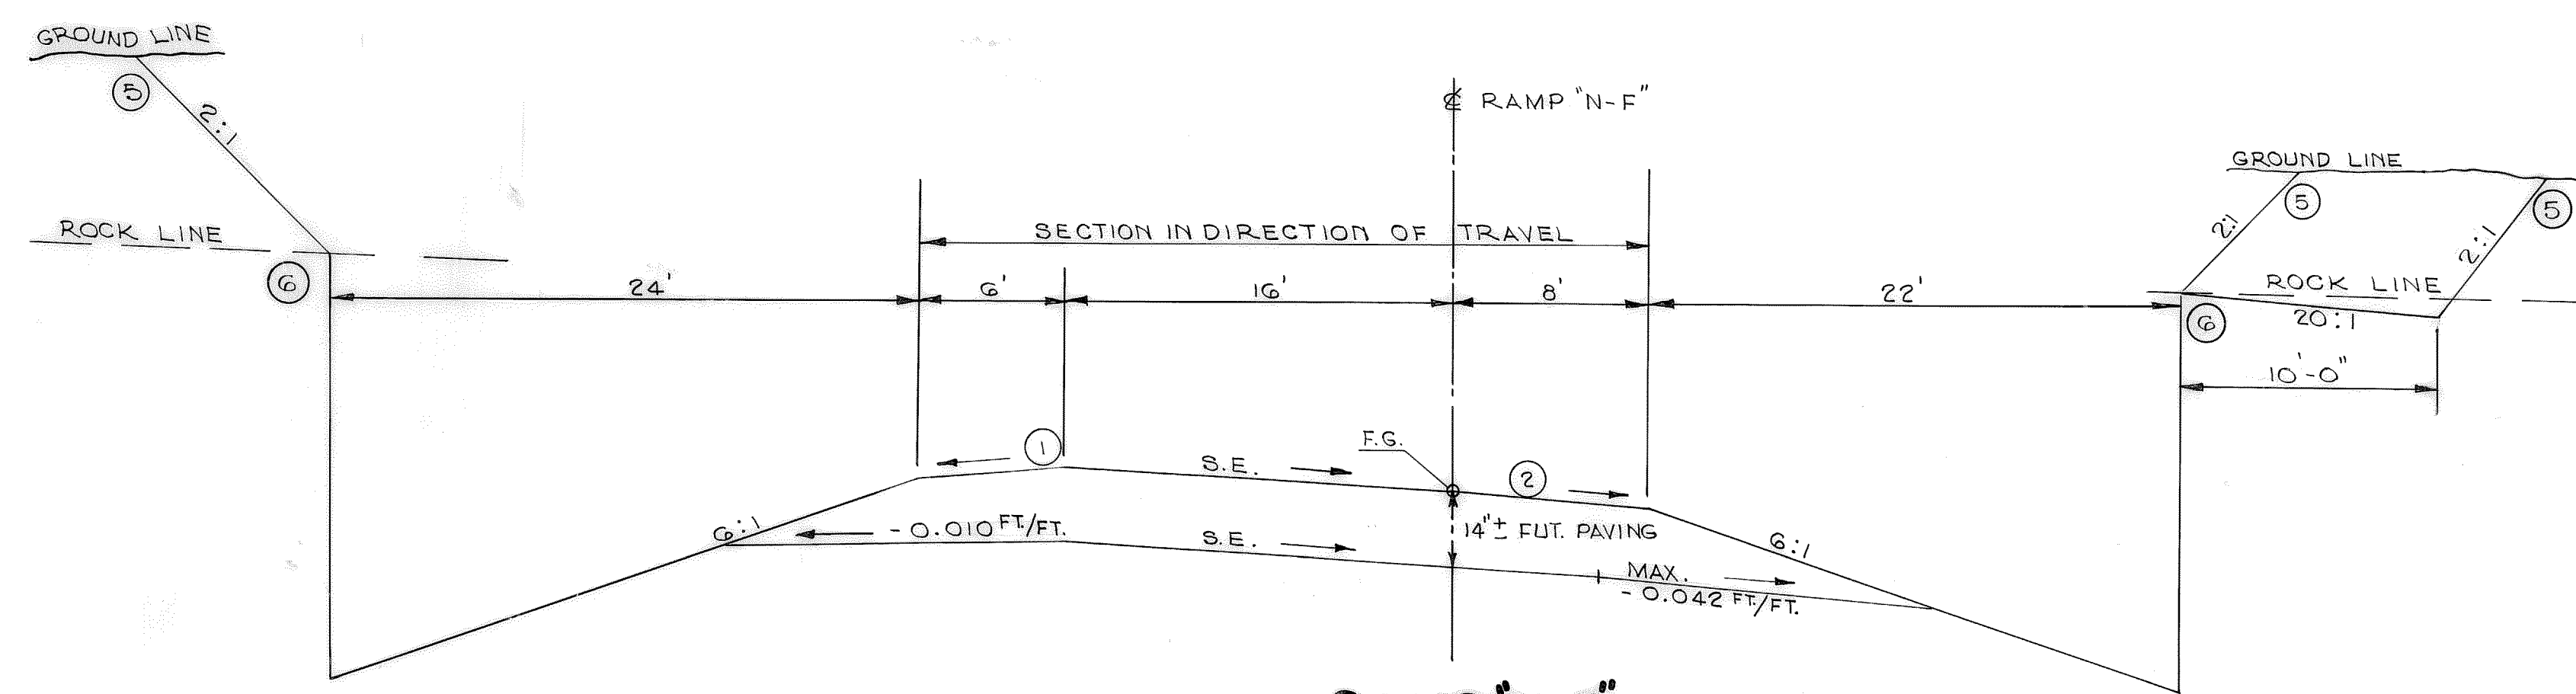 GROUND LINE
5
2:1
℄ RAMP "N-F"
GROUND LINE
5
5
2:1
2:1
ROCK LINE
SECTION IN DIRECTION OF TRAVEL
6
24'
6'
16'
8'
22'
ROCK LINE
6
20:1
10'-0"
F.G.
1
S.E.
2
6:1
- 0.010 FT./FT.
S.E.
14"± FUT. PAVING
6:1
MAX.
- 0.042 FT./FT.